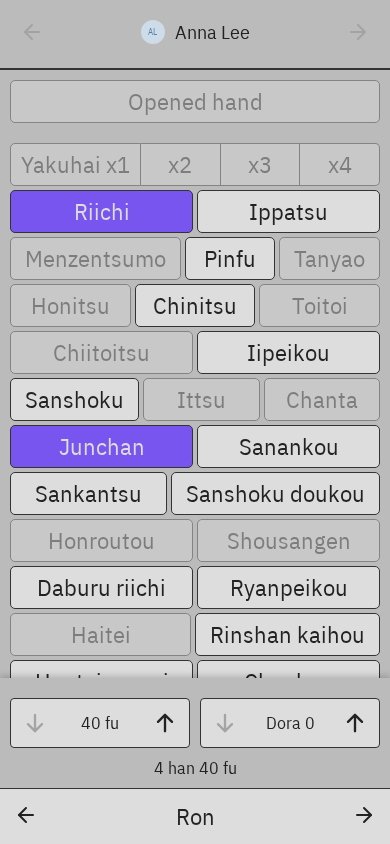 AL Anna Lee
Opened hand
Yakuhai x1 x2 x3 x4
Riichi Ippatsu
Menzentsumo Pinfu Tanyao
Honitsu Chinitsu Toitoi
Chiitoitsu Iipeikou
Sanshoku Ittsu Chanta
Junchan Sanankou
Sankantsu Sanshoku doukou
Honroutou Shousangen
Daburu riichi Ryanpeikou
Haitei Rinshan kaihou
40 fu Dora 0
4 han 40 fu
Ron